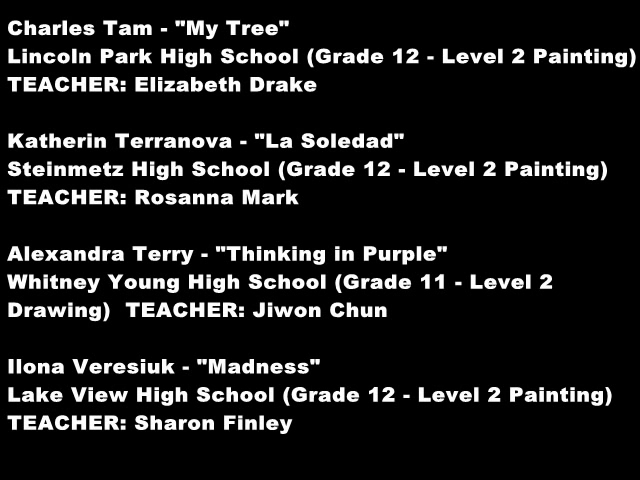 Charles Tam - "My Tree"
Lincoln Park High School (Grade 12 - Level 2 Painting)
TEACHER: Elizabeth Drake
Katherin Terranova - "La Soledad"
Steinmetz High School (Grade 12 - Level 2 Painting)
TEACHER: Rosanna Mark
Alexandra Terry - "Thinking in Purple"
Whitney Young High School (Grade 11 - Level 2
Drawing)  TEACHER: Jiwon Chun
Ilona Veresiuk - "Madness"
Lake View High School (Grade 12 - Level 2 Painting)
TEACHER: Sharon Finley